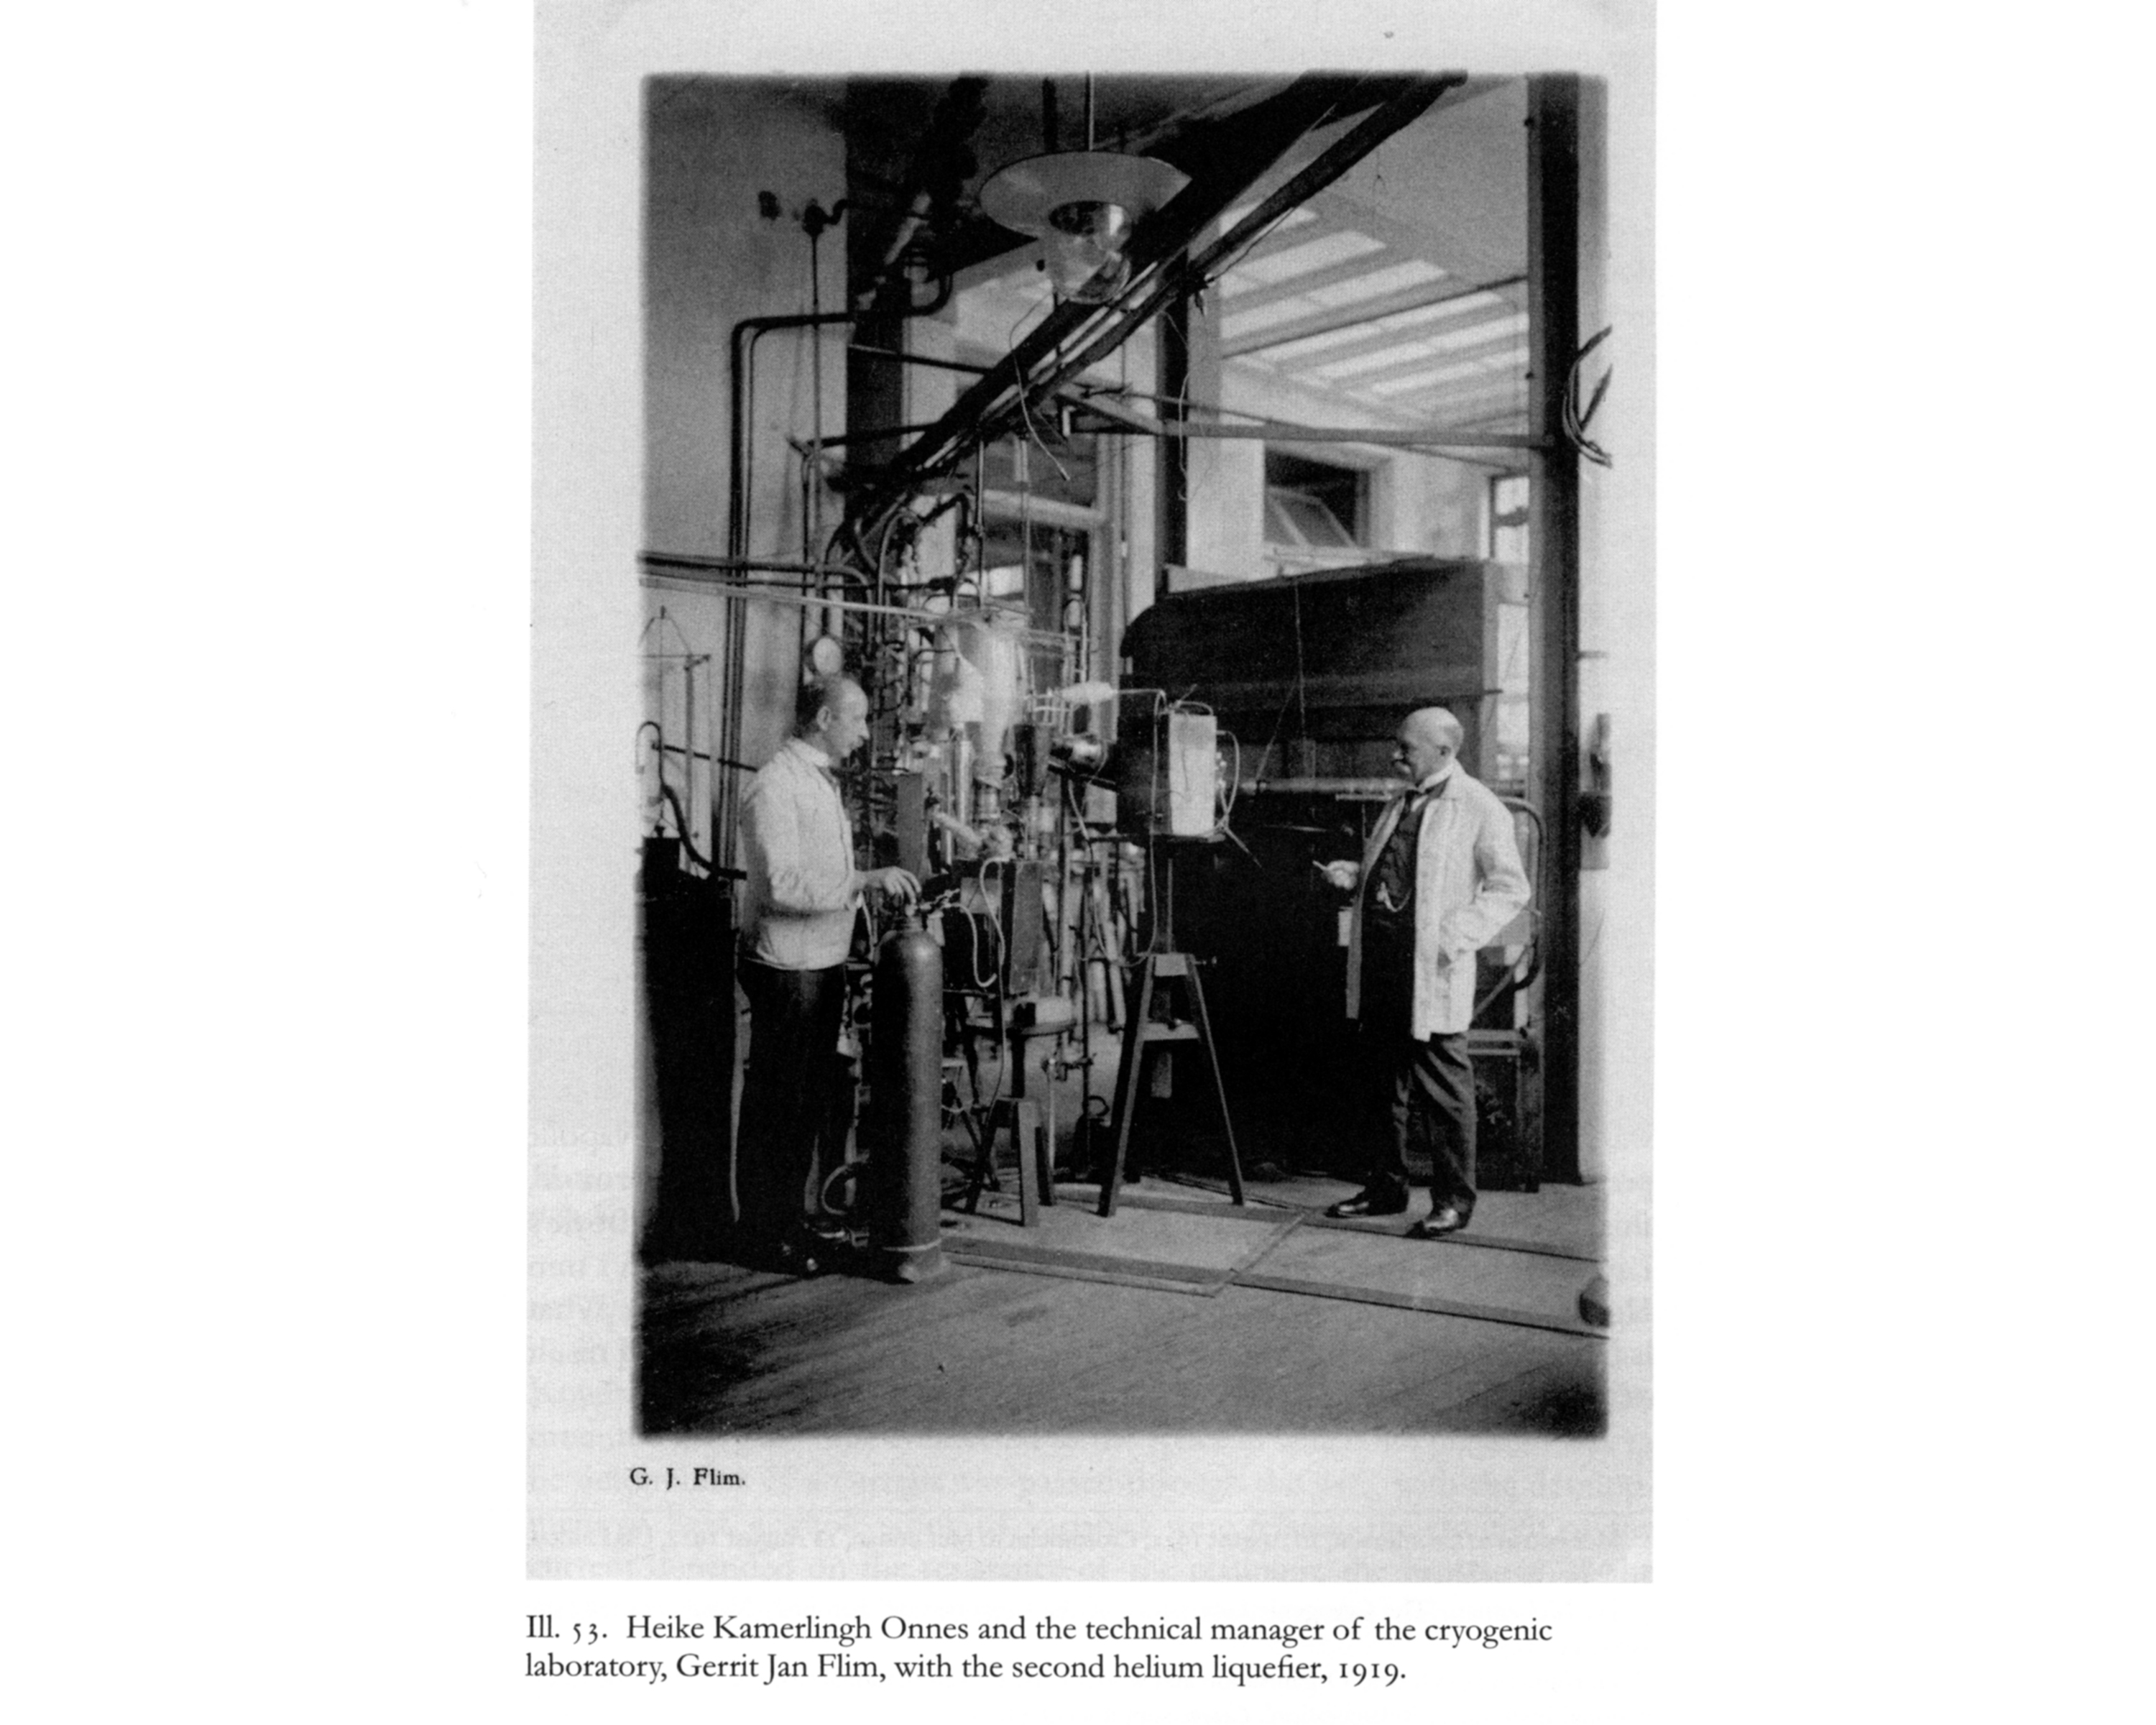 G. J. Flim.
Ill. 53. Heike Kamerlingh Onnes and the technical manager of the cryogenic
laboratory, Gerrit Jan Flim, with the second helium liquefier, 1919.